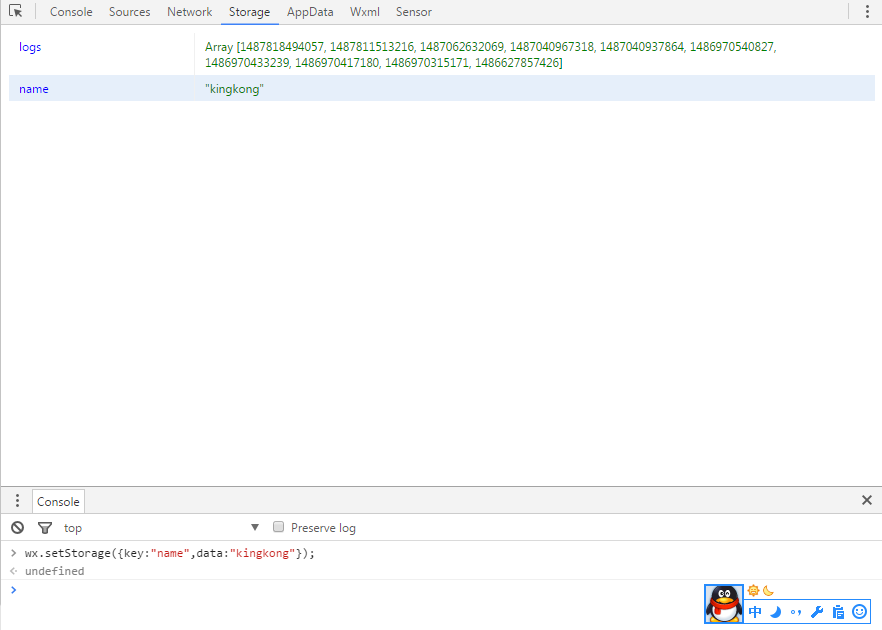 Console Sources Network Storage AppData Wxml Sensor
logs Array [1487818494057, 1487811513216, 1487062632069, 1487040967318, 1487040937864, 1486970540827,
1486970433239, 1486970417180, 1486970315171, 1486627857426]
name "kingkong"
Console
top Preserve log
> wx.setStorage({key:"name",data:"kingkong"});
undefined
>
中